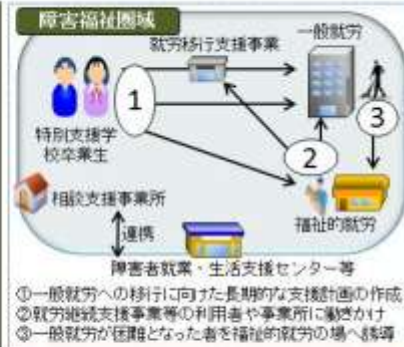 障害福祉圏域
一般就労
就労移行支援事業
1
3
特別支援学
校卒業生
2
相談支援事業所
福祉的就労
連携
障害者就業・生活支援センター等
①一般就労への移行に向けた長期的な支援計画の作成
②就労継続支援事業等の利用者や事業所に働きかけ
③一般就労が困難となった者を福祉的就労の場へ誘導